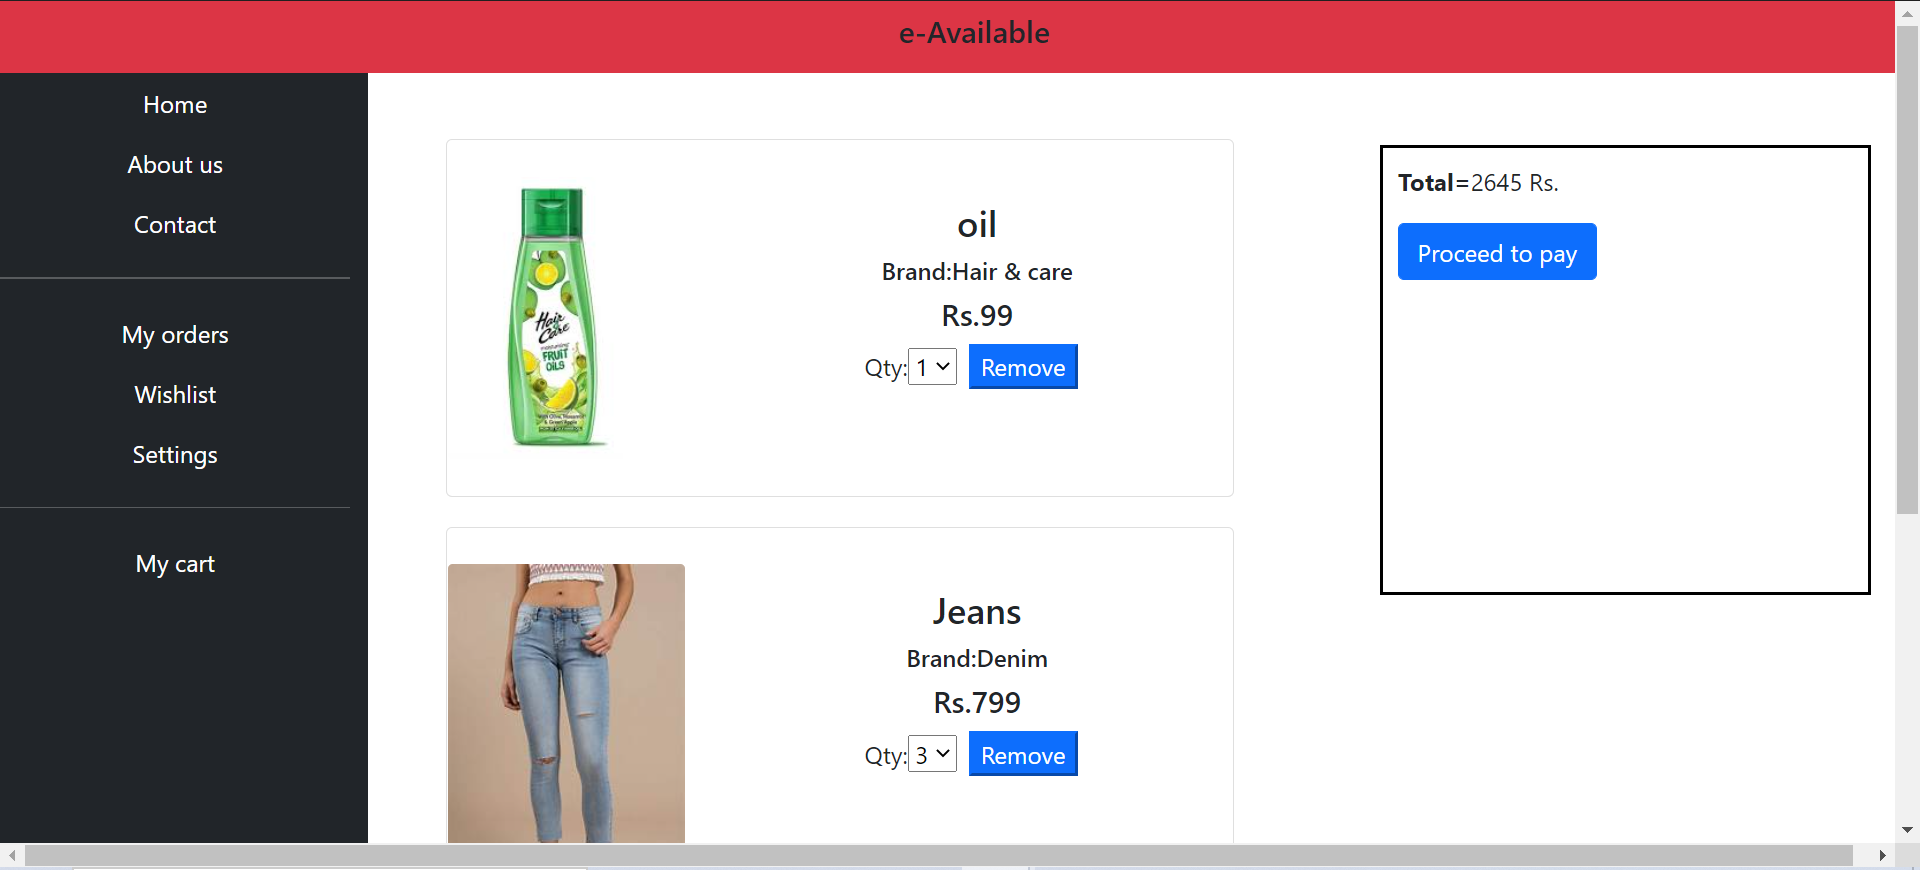 e-Available
Home
About us
Contact
My orders
Wishlist
Settings
My cart
Hair
&
Care
moisturising
FRUIT
OILS
oil
Brand:Hair & care
Rs.99
Qty:1 Remove
Jeans
Brand:Denim
Rs.799
Qty:3 Remove
Total=2645 Rs.
Proceed to pay